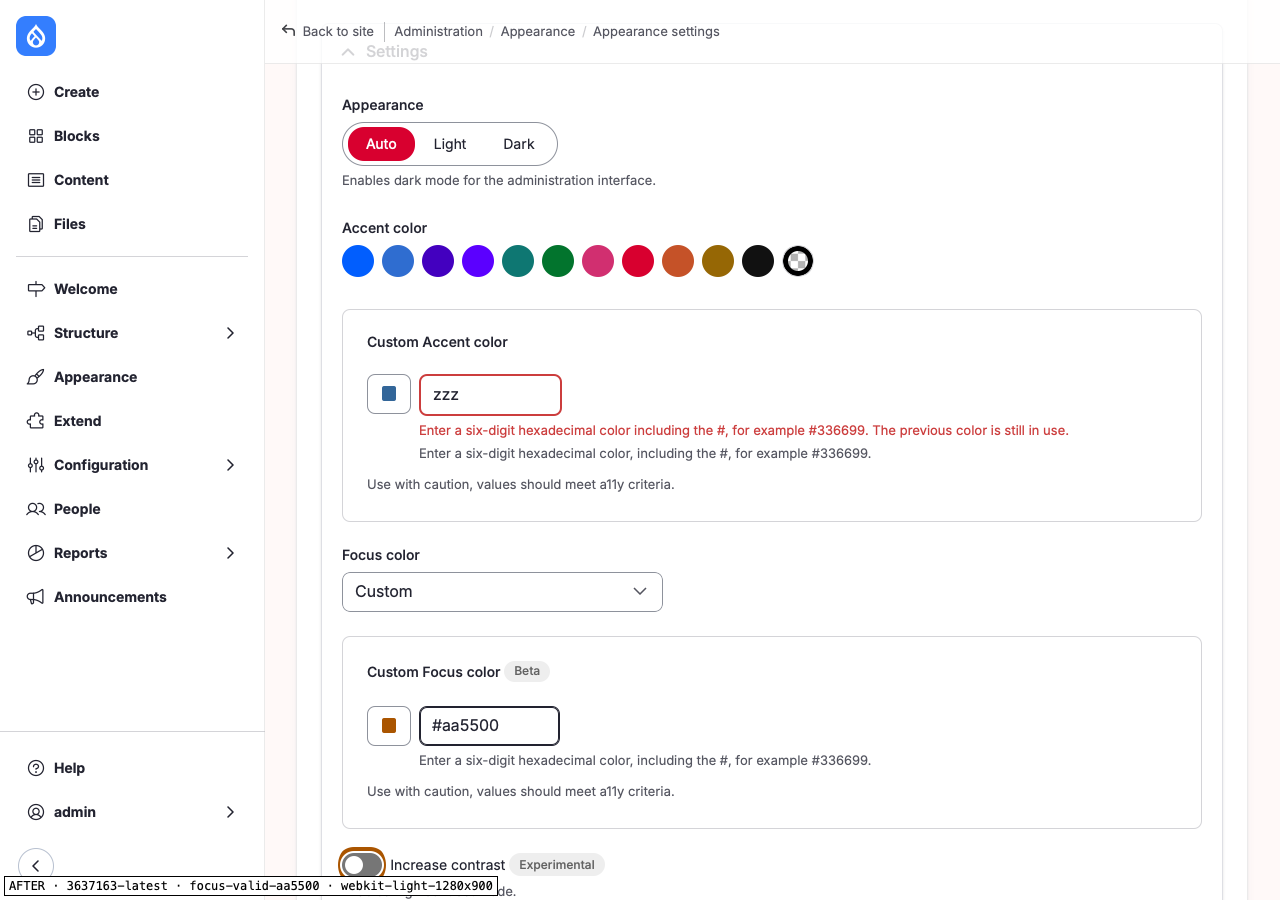 Back to site
Administration / Appearance / Appearance settings
Settings
Create
Blocks
Content
Files
Welcome
Structure
Appearance
Extend
Configuration
People
Reports
Announcements
Help
admin
Appearance
Auto Light Dark
Enables dark mode for the administration interface.
Accent color
Custom Accent color
zzz
Enter a six-digit hexadecimal color including the #, for example #336699. The previous color is still in use.
Enter a six-digit hexadecimal color, including the #, for example #336699.
Use with caution, values should meet a11y criteria.
Focus color
Custom
Custom Focus color Beta
#aa5500
Enter a six-digit hexadecimal color, including the #, for example #336699.
Use with caution, values should meet a11y criteria.
Increase contrast Experimental
AFTER · 3637163-latest · focus-valid-aa5500 · webkit-light-1280x900